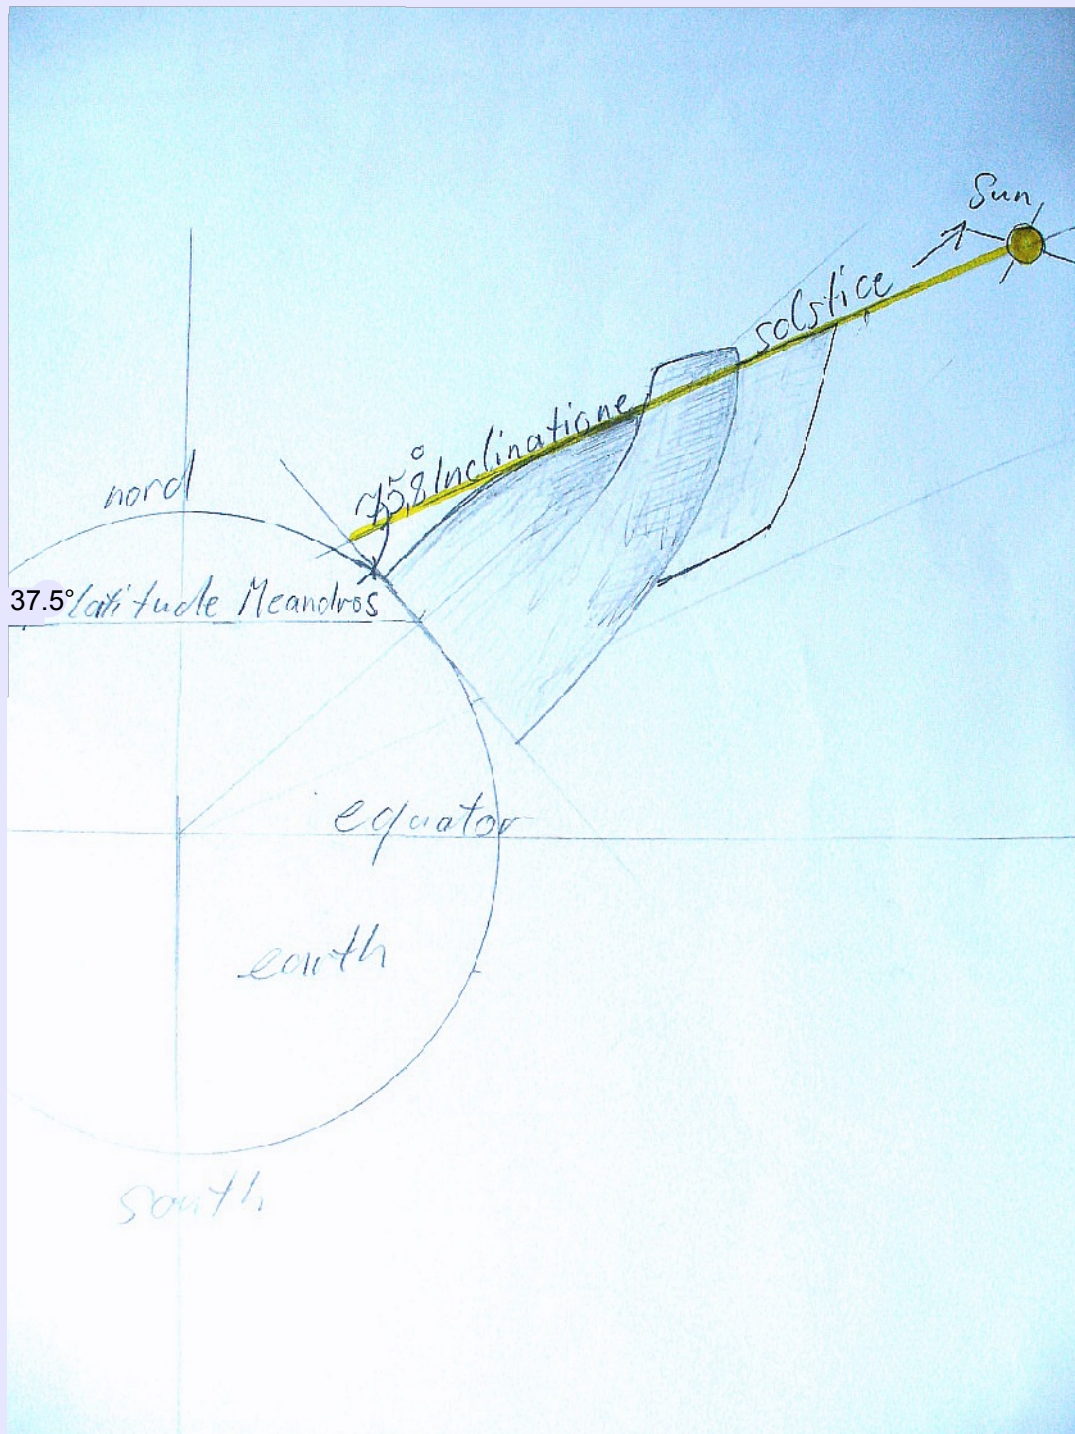 Sun
solstice
75,8° Inclinatione
nord
37.5° latitude Meandros
equator
earth
south